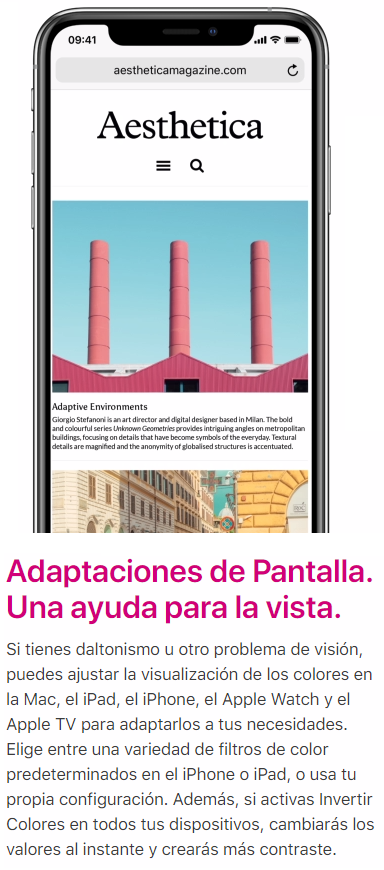 09:41
aestheticamagazine.com
Aesthetica
Adaptive Environments
Giorgio Stefanoni is an art director and digital designer based in Milan. The bold
and colourful series Unknown Geometries provides intriguing angles on metropolitan
buildings, focusing on details that have become symbols of the everyday. Textural
details are magnified and the anonymity of globalised structures is accentuated.
Adaptaciones de Pantalla.
Una ayuda para la vista.
Si tienes daltonismo u otro problema de visión,
puedes ajustar la visualización de los colores en
la Mac, el iPad, el iPhone, el Apple Watch y el
Apple TV para adaptarlos a tus necesidades.
Elige entre una variedad de filtros de color
predeterminados en el iPhone o iPad, o usa tu
propia configuración. Además, si activas Invertir
Colores en todos tus dispositivos, cambiarás los
valores al instante y crearás más contraste.